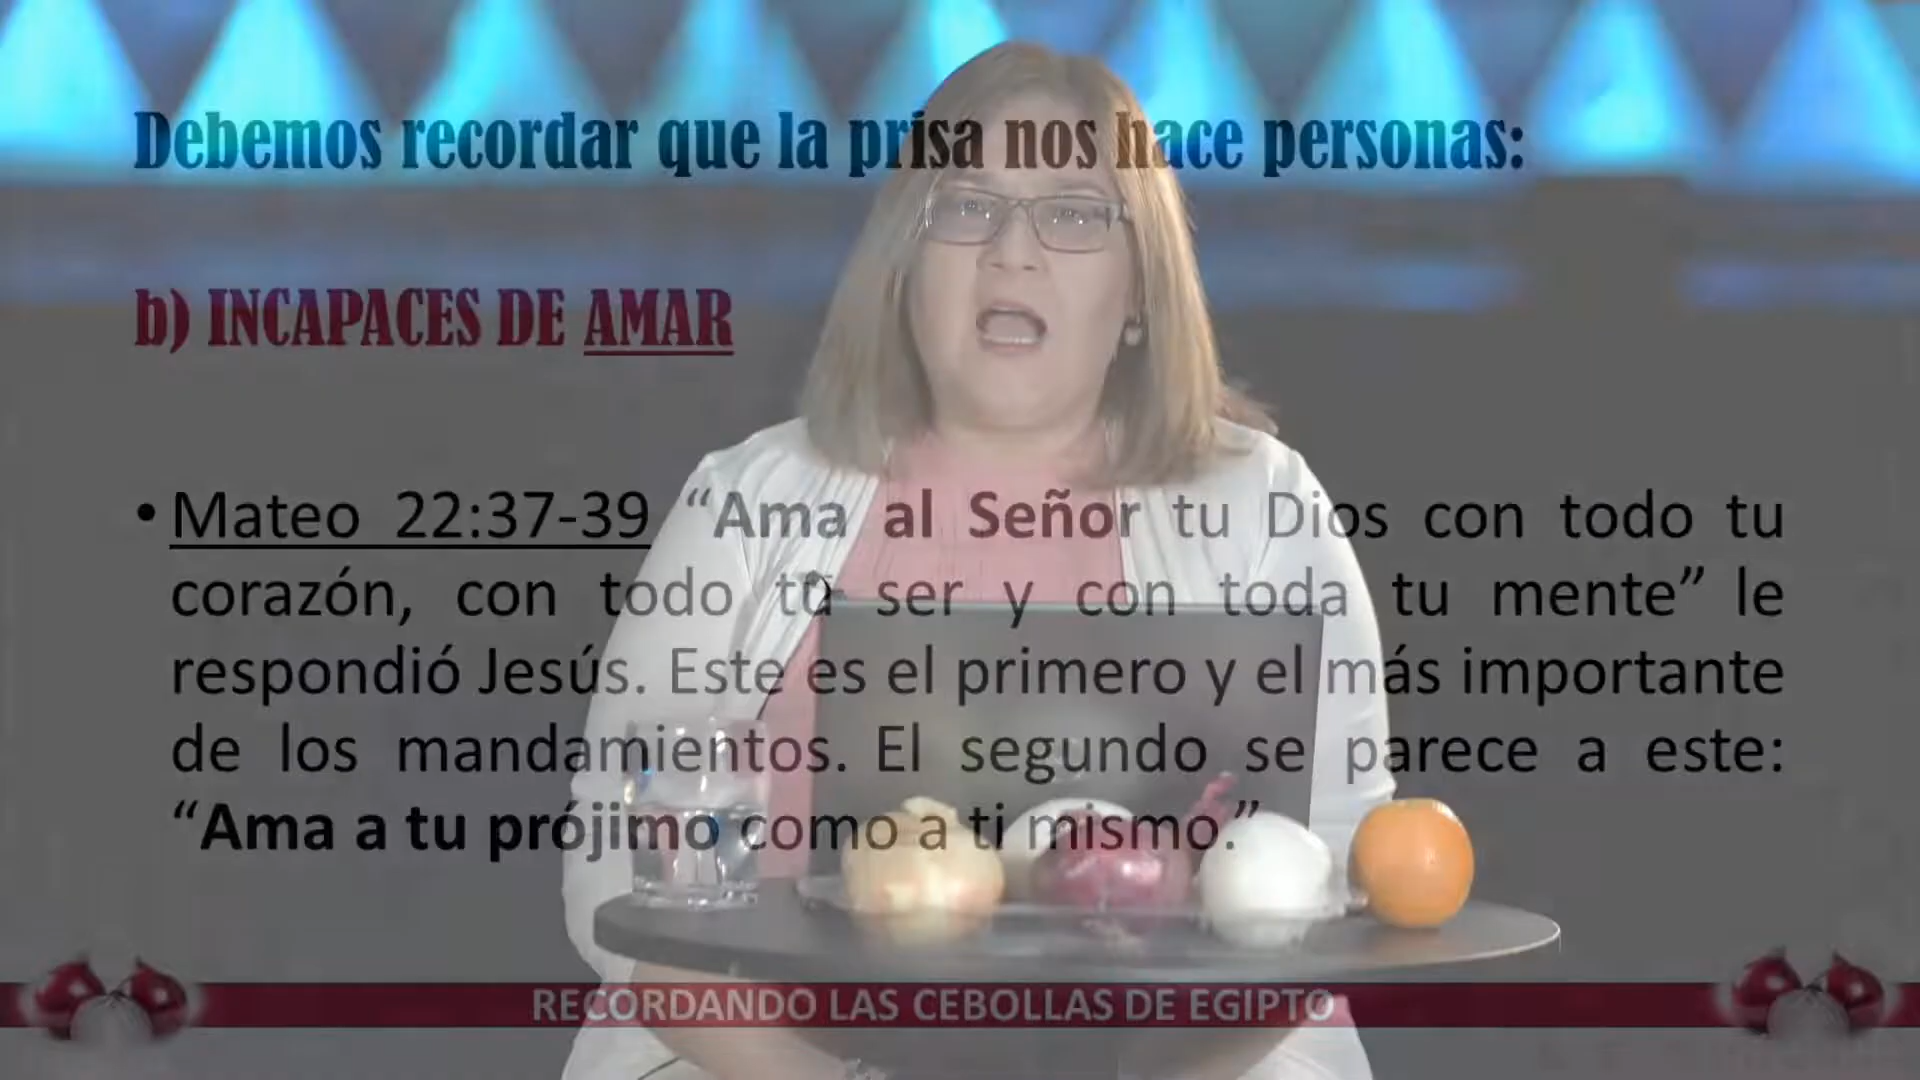 Debemos recordar que la prisa nos hace personas:
b) INCAPACES DE AMAR
• Mateo 22:37-39 “Ama al Señor tu Dios con todo tu
corazón, con todo tu ser y con toda tu mente” le
respondió Jesús. Este es el primero y el más importante
de los mandamientos. El segundo se parece a este:
“Ama a tu prójimo como a ti mismo.”
RECORDANDO LAS CEBOLLAS DE EGIPTO